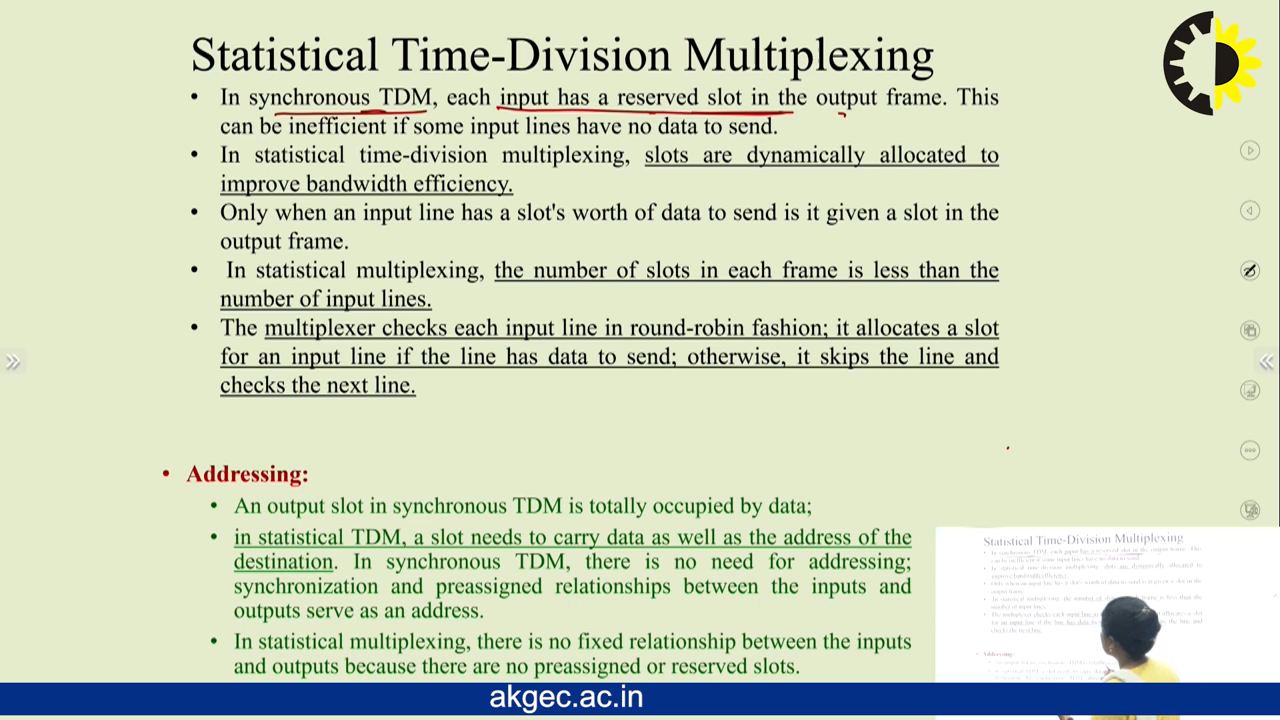 Statistical Time-Division Multiplexing
• In synchronous TDM, each input has a reserved slot in the output frame. This
can be inefficient if some input lines have no data to send.
• In statistical time-division multiplexing, slots are dynamically allocated to
improve bandwidth efficiency.
• Only when an input line has a slot's worth of data to send is it given a slot in the
output frame.
• In statistical multiplexing, the number of slots in each frame is less than the
number of input lines.
• The multiplexer checks each input line in round-robin fashion; it allocates a slot
for an input line if the line has data to send; otherwise, it skips the line and
checks the next line.
• Addressing:
• An output slot in synchronous TDM is totally occupied by data;
• in statistical TDM, a slot needs to carry data as well as the address of the
destination. In synchronous TDM, there is no need for addressing;
synchronization and preassigned relationships between the inputs and
outputs serve as an address.
• In statistical multiplexing, there is no fixed relationship between the inputs
and outputs because there are no preassigned or reserved slots.
Statistical Time-Division Multiplexing
akgec.ac.in